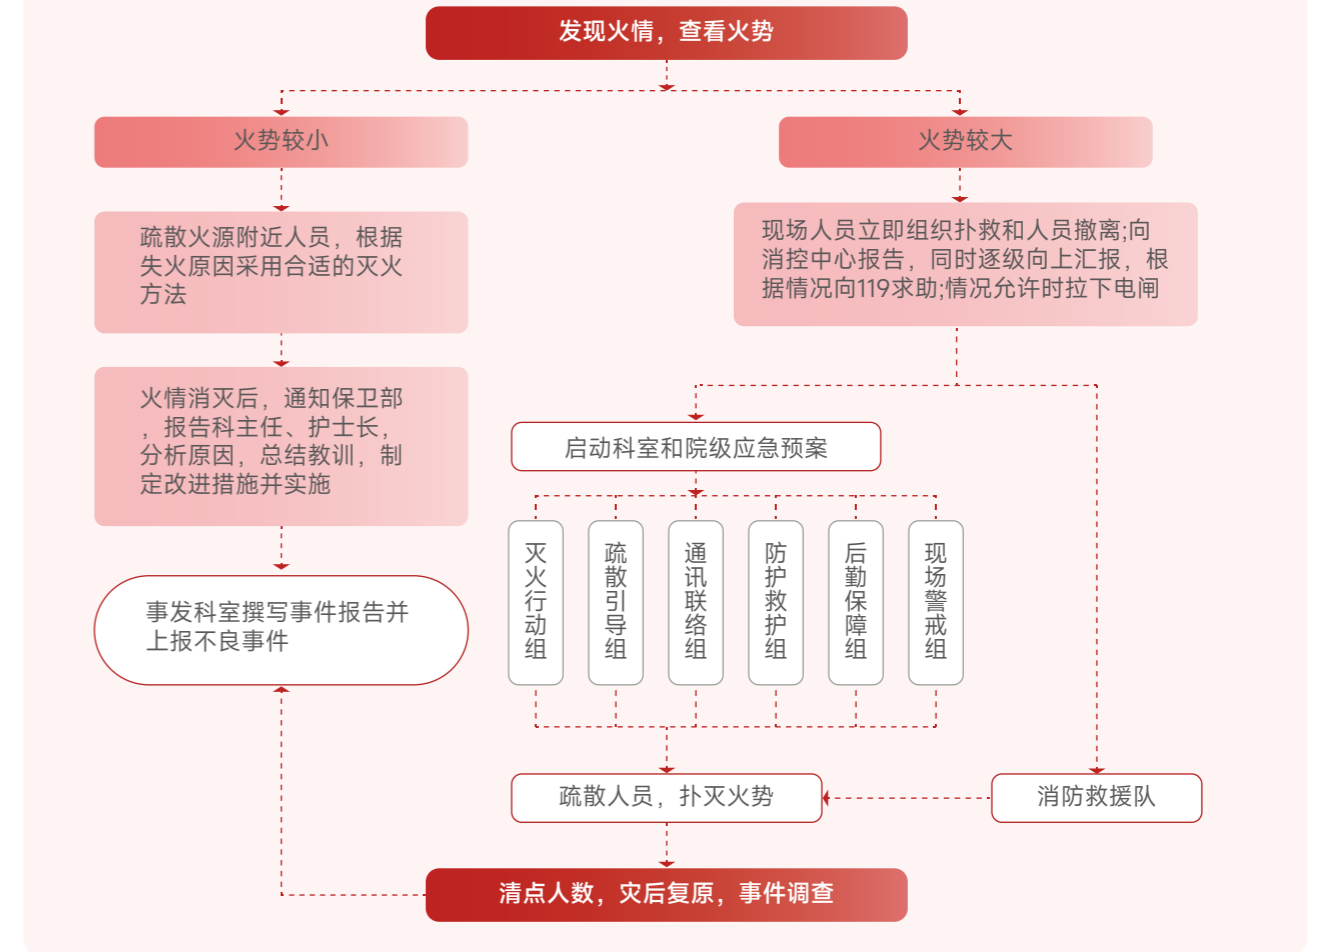 发现火情，查看火势
火势较小
火势较大
疏散火源附近人员，根据
失火原因采用合适的灭火
方法
现场人员立即组织扑救和人员撤离;向
消控中心报告，同时逐级向上汇报，根
据情况向119求助;情况允许时拉下电闸
火情消灭后，通知保卫部
，报告科主任、护士长，
分析原因，总结教训，制
定改进措施并实施
启动科室和院级应急预案
灭火行动组
疏散引导组
通讯联络组
防护救护组
后勤保障组
现场警戒组
事发科室撰写事件报告并
上报不良事件
疏散人员，扑灭火势
消防救援队
清点人数，灾后复原，事件调查